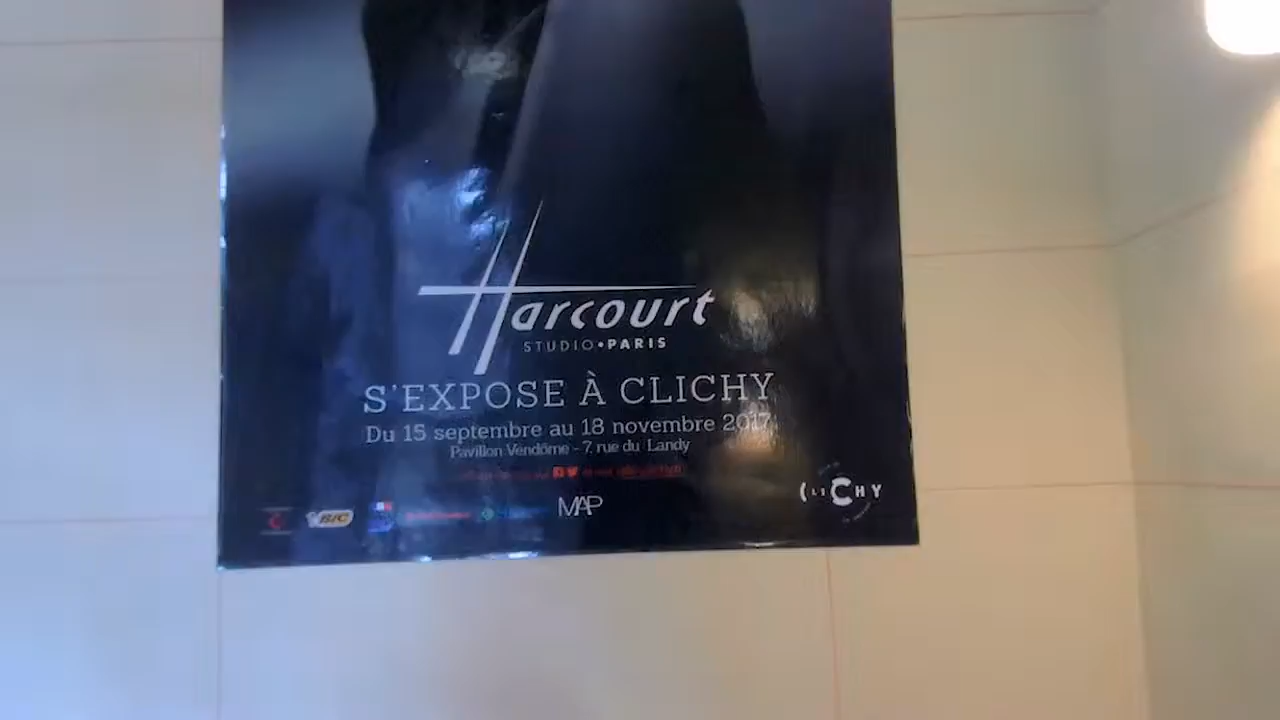 Harcourt
STUDIO•PARIS
S'EXPOSE À CLICHY
Du 15 septembre au 18 novembre 2017
Pavillon Vendôme - 7, rue du Landy
BIC
MAP
CLICHY